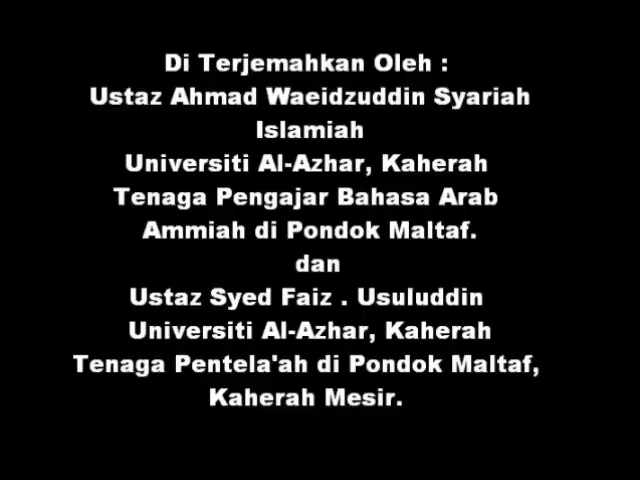 Di Terjemahkan Oleh :
Ustaz Ahmad Waeidzuddin Syariah
Islamiah
Universiti Al-Azhar, Kaherah
Tenaga Pengajar Bahasa Arab
Ammiah di Pondok Maltaf.
dan
Ustaz Syed Faiz . Usuluddin
Universiti Al-Azhar, Kaherah
Tenaga Pentela'ah di Pondok Maltaf,
Kaherah Mesir.